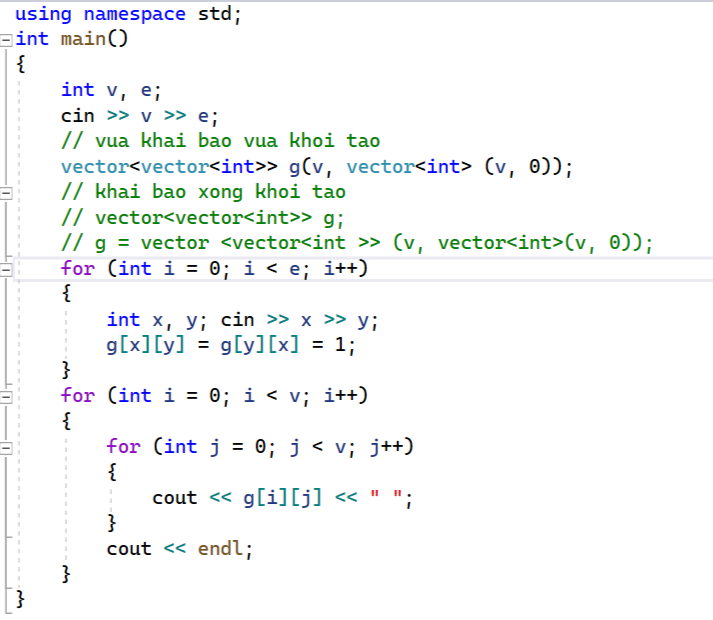 using namespace std;
int main()
{
    int v, e;
    cin >> v >> e;
    // vua khai bao vua khoi tao
    vector<vector<int>> g(v, vector<int> (v, 0));
    // khai bao xong khoi tao
    // vector<vector<int>> g;
    // g = vector <vector<int >> (v, vector<int>(v, 0));
    for (int i = 0; i < e; i++)
    {
        int x, y; cin >> x >> y;
        g[x][y] = g[y][x] = 1;
    }
    for (int i = 0; i < v; i++)
    {
        for (int j = 0; j < v; j++)
        {
            cout << g[i][j] << " ";
        }
        cout << endl;
    }
}